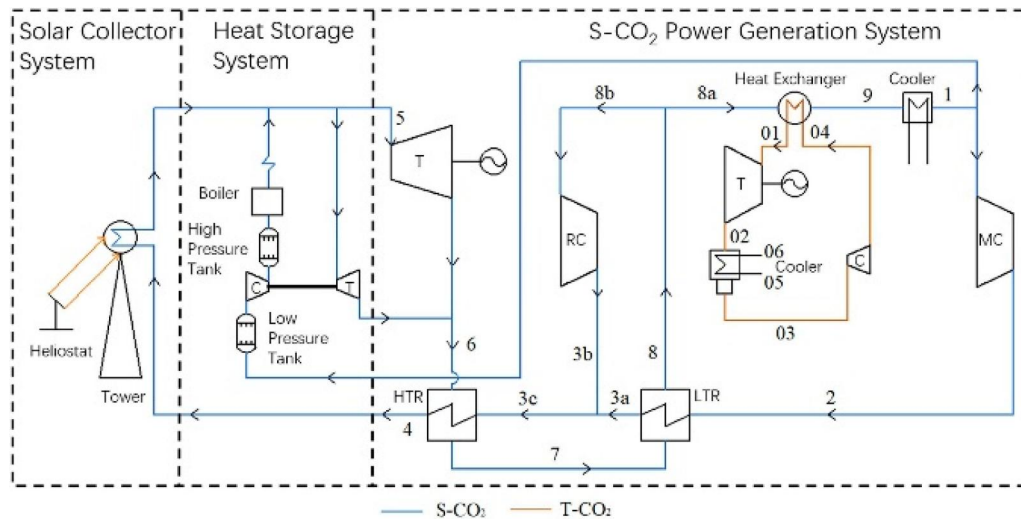 Solar Collector
System
Heat Storage
System
S-CO₂ Power Generation System
Heat Exchanger
Cooler
5
8b
8a
9
1
01
04
T
T
Boiler
High
Pressure
Tank
RC
02
06
Cooler
05
C
MC
C
T
Low
Pressure
Tank
Heliostat
Tower
03
6
3b
8
HTR
LTR
4
3c
3a
2
7
S-CO₂
T-CO₂